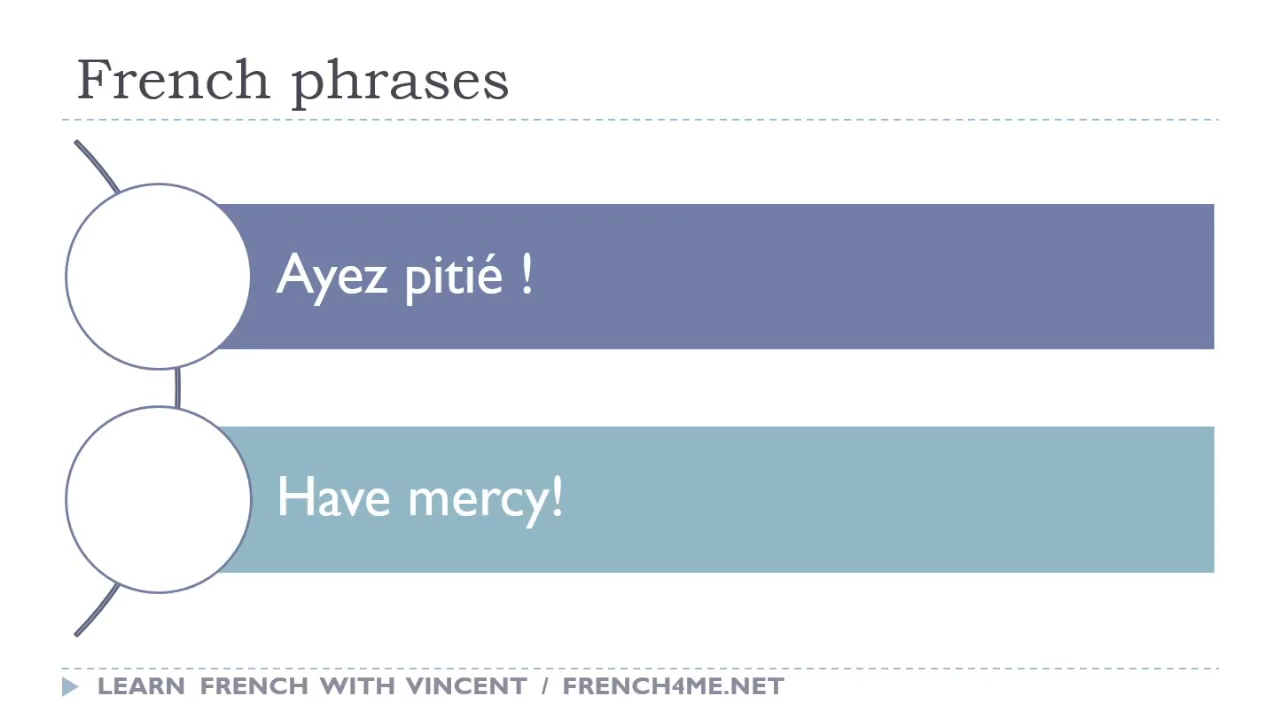 French phrases
Ayez pitié !
Have mercy!
LEARN FRENCH WITH VINCENT / FRENCH4ME.NET